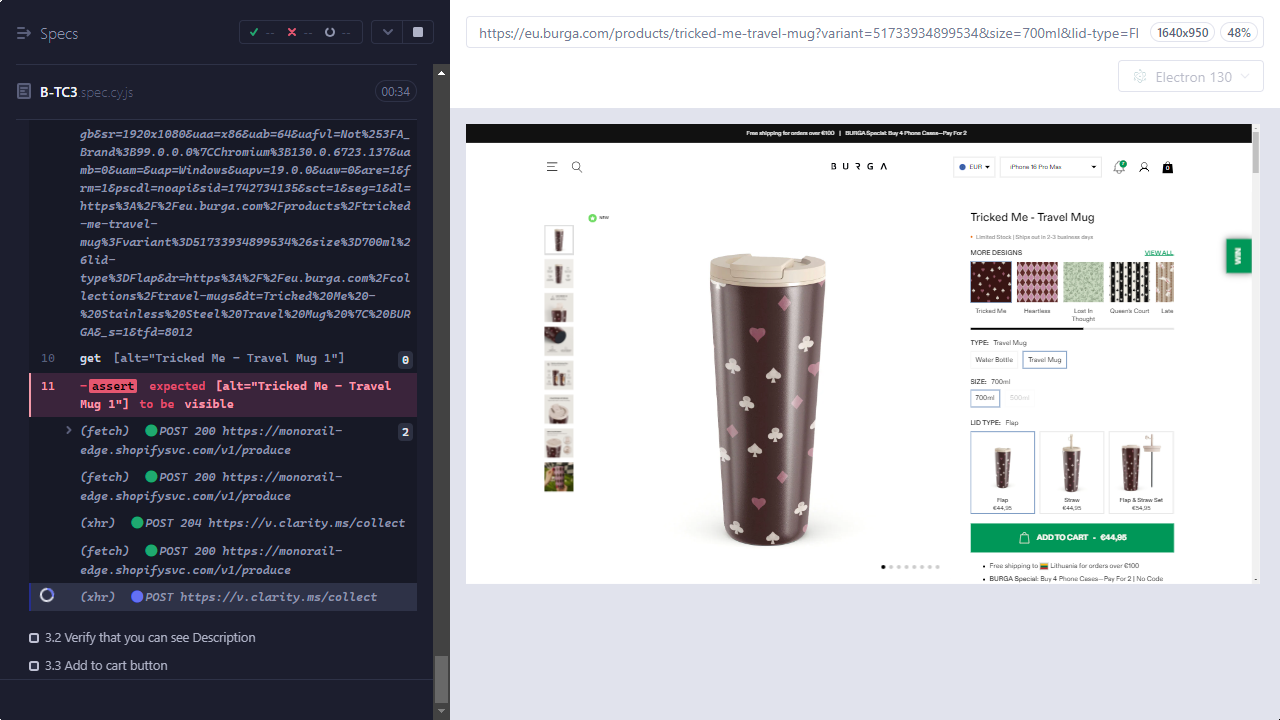 Specs
--
--
--
https://eu.burga.com/products/tricked-me-travel-mug?variant=51733934899534&size=700ml&lid-type=Fl
1640x950
48%
Electron 130
B-TC3.spec.cy.js
00:34
gb&sr=1920x1080&uaa=x86&uab=64&uafvl=Not%253FA_
Brand%3B99.0.0.0%7CChromium%3B130.0.6723.137&ua
mb=0&uam=&uap=Windows&uapv=19.0.0&uaw=0&are=1&f
rm=1&pscdl=noapi&sid=1742734135&sct=1&seg=1&dl=
https%3A%2F%2Feu.burga.com%2Fproducts%2Ftricked
-me-travel-
mug%3Fvariant%3D51733934899534%26size%3D700ml%2
6lid-
type%3DFlap&dr=https%3A%2F%2Feu.burga.com%2Fcol
lections%2Ftravel-mugs&dt=Tricked%20Me%20-
%20Stainless%20Steel%20Travel%20Mug%20%7C%20BUR
GA&_s=1&tfd=8012
10 get [alt="Tricked Me - Travel Mug 1"] 0
11 -assert expected [alt="Tricked Me - Travel
Mug 1"] to be visible
(fetch) POST 200 https://monorail-
edge.shopifysvc.com/v1/produce
2
(fetch) POST 200 https://monorail-
edge.shopifysvc.com/v1/produce
(xhr) POST 204 https://v.clarity.ms/collect
(fetch) POST 200 https://monorail-
edge.shopifysvc.com/v1/produce
(xhr) POST https://v.clarity.ms/collect
3.2 Verify that you can see Description
3.3 Add to cart button
Free shipping for orders over €100 | BURGA Special: Buy 4 Phone Cases—Pay For 2
BURGA
EUR
iPhone 16 Pro Max
0
NEW
Tricked Me - Travel Mug
Limited Stock | Ships out in 2-3 business days
MORE DESIGNS
VIEW ALL
Tricked Me
Heartless
Lost In
Thought
Queen's Court
Late
TYPE: Travel Mug
Water Bottle
Travel Mug
SIZE: 700ml
700ml
500ml
LID TYPE: Flap
Flap
€44,95
Straw
€44,95
Flap & Straw Set
€54,95
ADD TO CART - €44,95
Free shipping to Lithuania for orders over €100
BURGA Special: Buy 4 Phone Cases—Pay For 2 | No Code